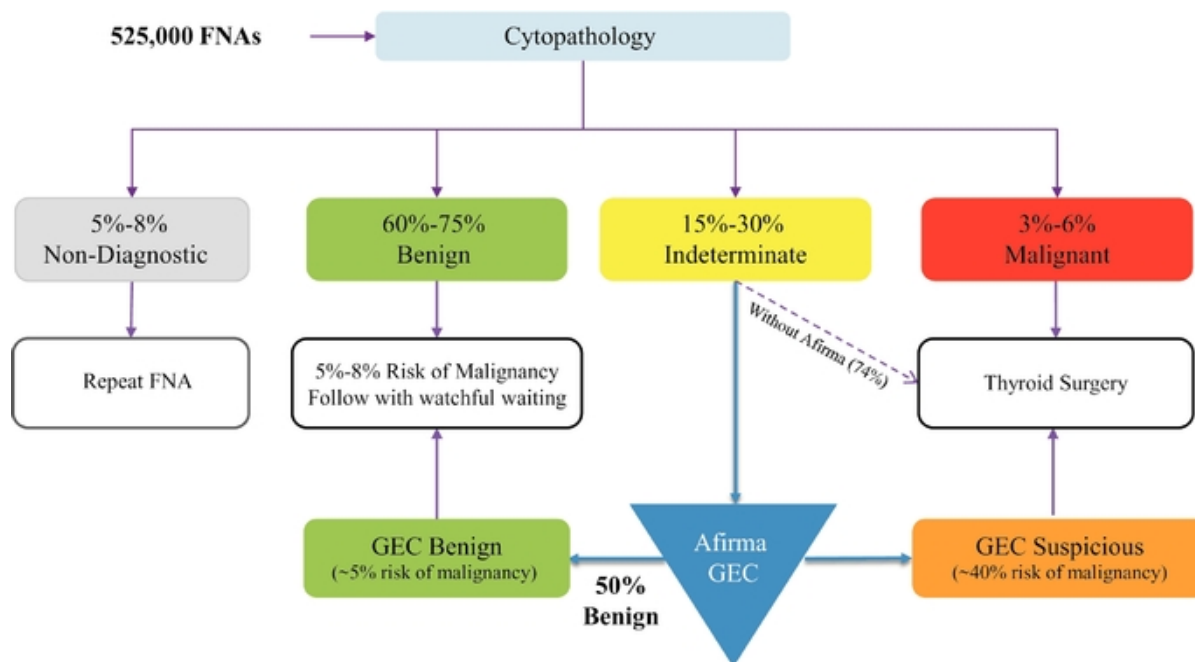 525,000 FNAs
Cytopathology
5%-8%
Non-Diagnostic
60%-75%
Benign
15%-30%
Indeterminate
3%-6%
Malignant
Repeat FNA
5%-8% Risk of Malignancy
Follow with watchful waiting
Without Afirma (74%)
Thyroid Surgery
GEC Benign
(~5% risk of malignancy)
50%
Benign
Afirma
GEC
GEC Suspicious
(~40% risk of malignancy)